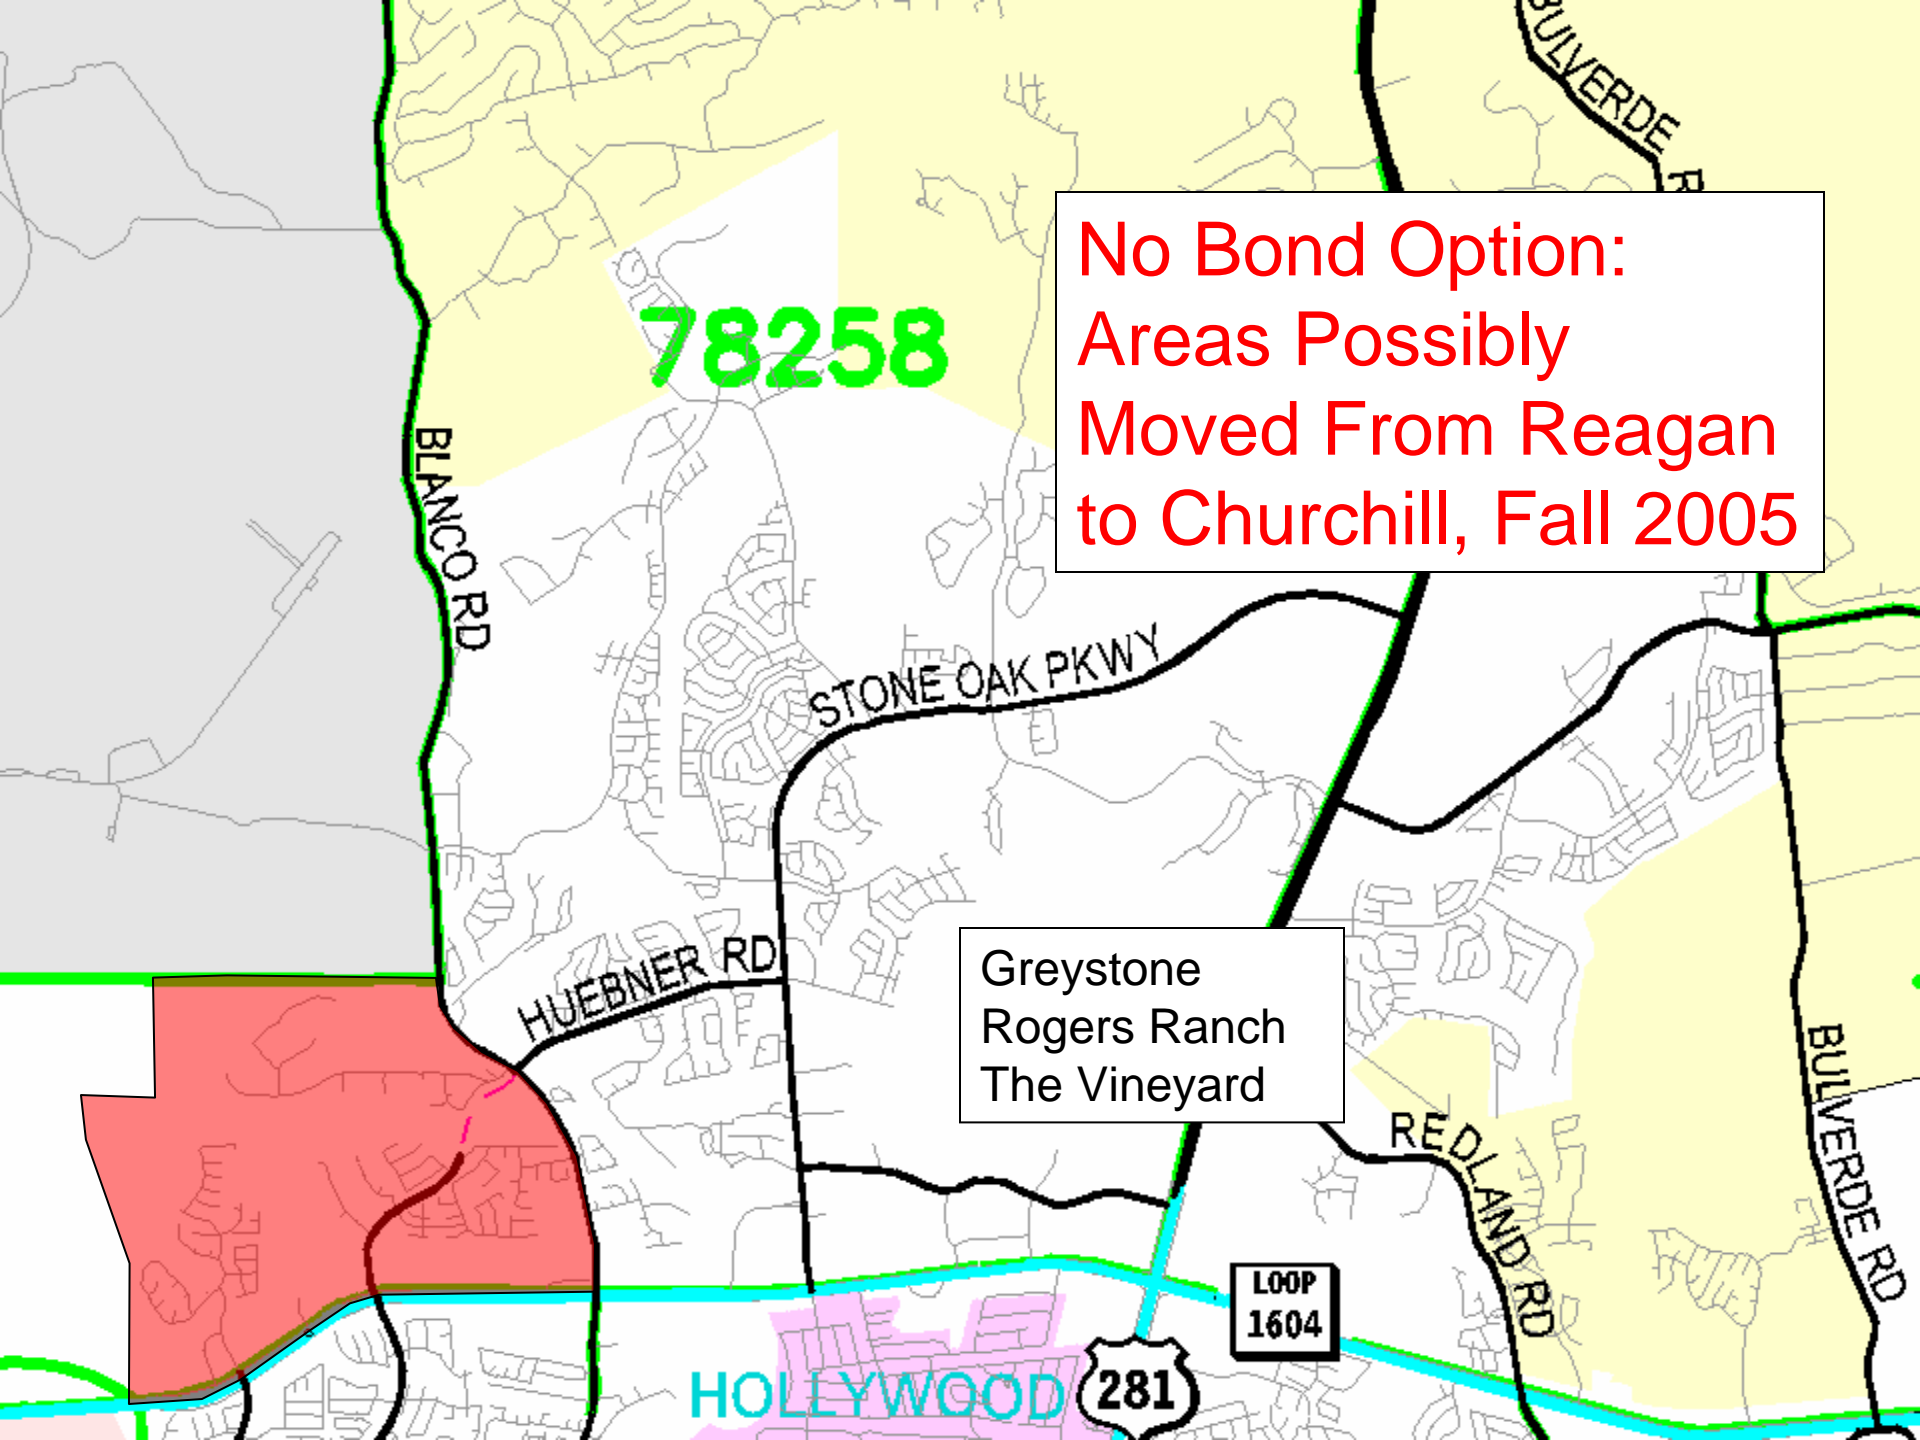 BULVERDE R
No Bond Option:
Areas Possibly
Moved From Reagan
to Churchill, Fall 2005
78258
BLANCO RD
STONE OAK PKWY
HUEBNER RD
Greystone
Rogers Ranch
The Vineyard
REDLAND RD
BULVERDE RD
LOOP
1604
281
HOLLYWOOD